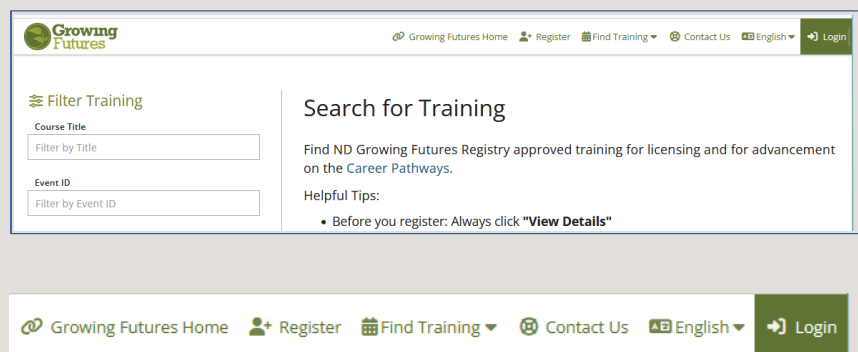 Growing
Futures
Growing Futures Home Register Find Training Contact Us English Login
Filter Training
Course Title
Filter by Title
Event ID
Filter by Event ID
Search for Training
Find ND Growing Futures Registry approved training for licensing and for advancement
on the Career Pathways.
Helpful Tips:
• Before you register: Always click "View Details"
Growing Futures Home Register Find Training Contact Us English Login